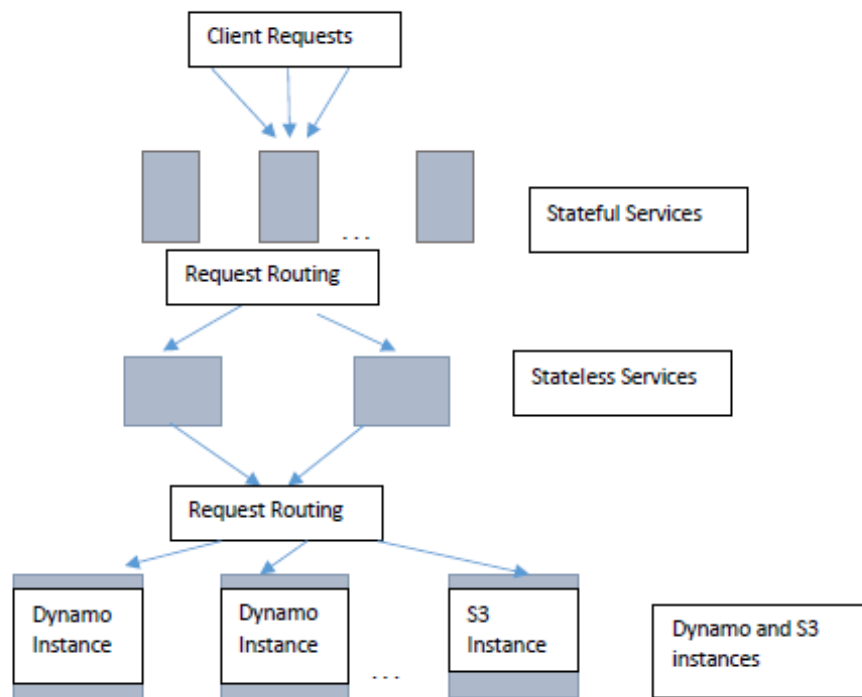 Client Requests
Stateful Services
. . .
Request Routing
Stateless Services
Request Routing
Dynamo
Instance
Dynamo
Instance
S3
Instance
. . .
Dynamo and S3
instances